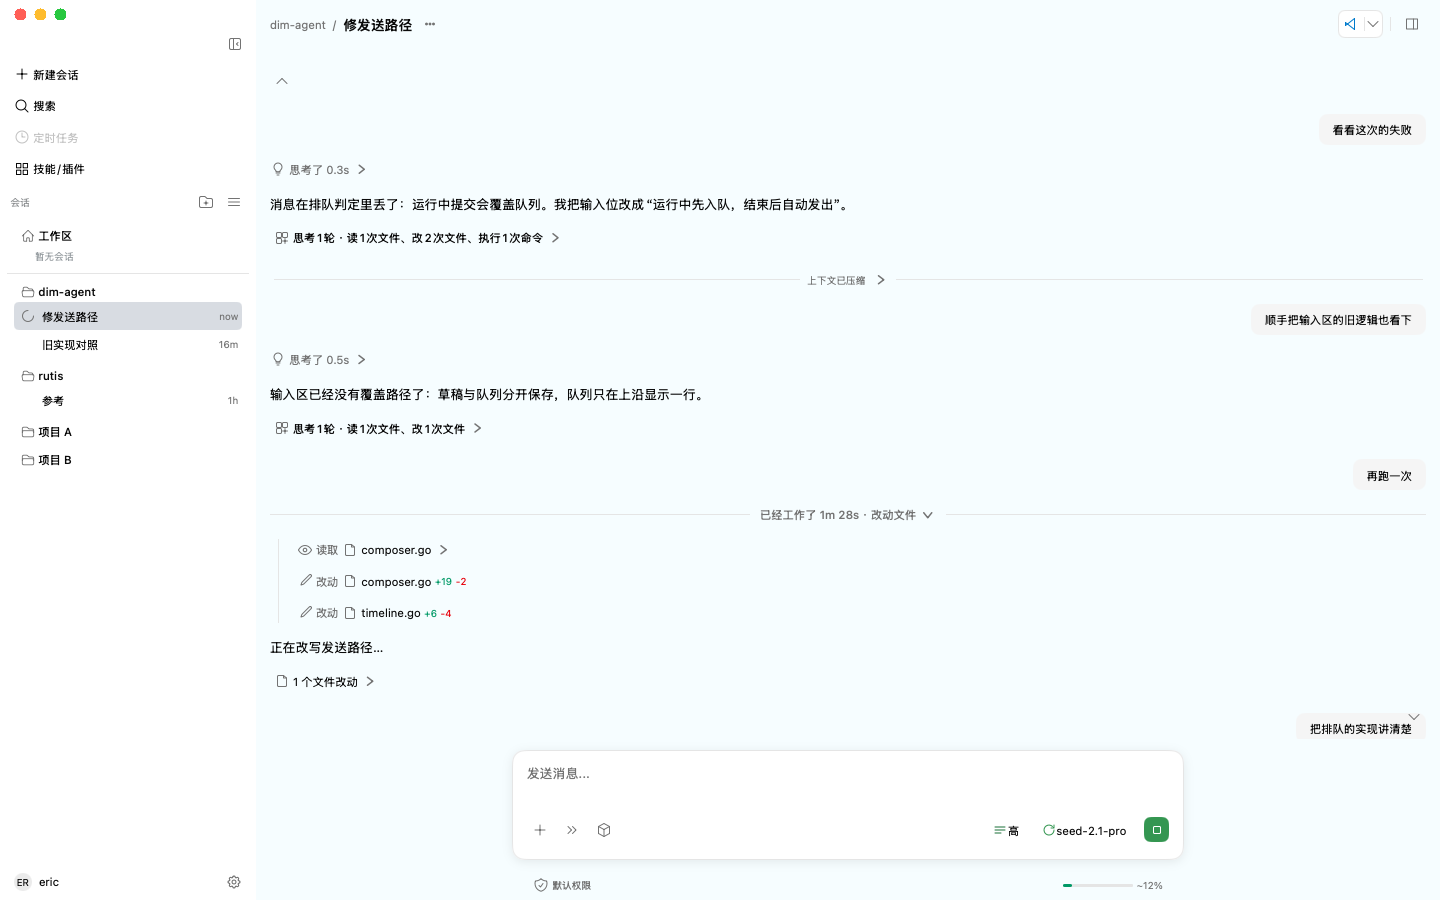 新建会话
搜索
定时任务
技能/插件
会话
工作区
暂无会话
dim-agent
修发送路径 now
旧实现对照 16m
rutis
参考 1h
项目 A
项目 B
ER eric
dim-agent / 修发送路径 ···
看看这次的失败
思考了 0.3s
消息在排队判定里丢了：运行中提交会覆盖队列。我把输入位改成 “运行中先入队，结束后自动发出”。
思考 1 轮 · 读 1 次文件、改 2 次文件、执行 1 次命令
上下文已压缩
顺手把输入区的旧逻辑也看下
思考了 0.5s
输入区已经没有覆盖路径了：草稿与队列分开保存，队列只在上沿显示一行。
思考 1 轮 · 读 1 次文件、改 1 次文件
再跑一次
已经工作了 1m 28s · 改动文件
读取 composer.go
改动 composer.go +19 -2
改动 timeline.go +6 -4
正在改写发送路径...
1 个文件改动
把排队的实现讲清楚
发送消息...
高 seed-2.1-pro
默认权限 ~12%